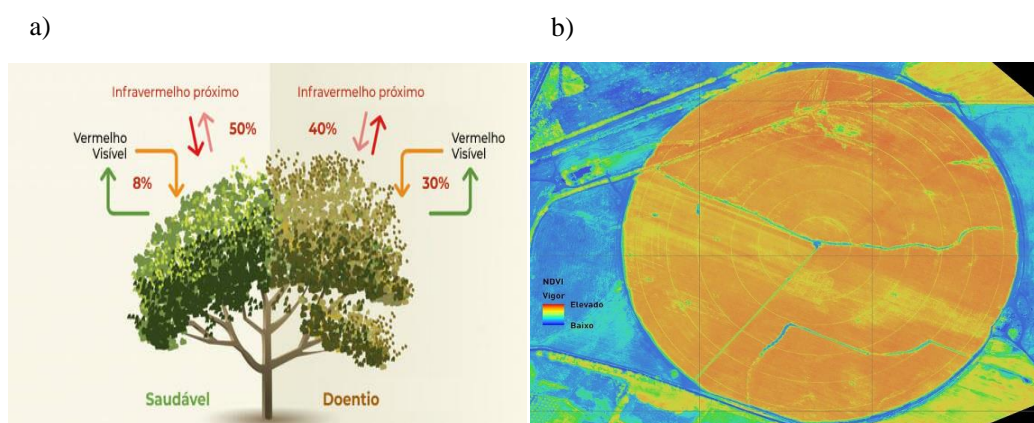 a)
b)
Infravermelho próximo
Infravermelho próximo
50%
40%
Vermelho
Visível
Vermelho
Visível
8%
30%
Saudável
Doentio
NDVI
Vigor
Elevado
Baixo